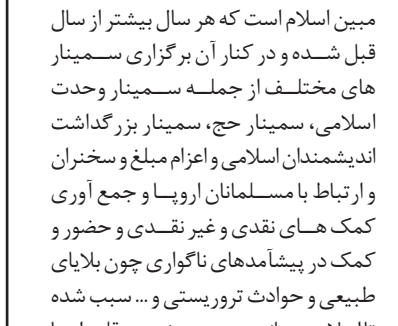 مبین اسلام است که هر سال بیشتر از سال
قبل شده و در کنار آن برگزاری سمینار
های مختلف از جمله سمینار وحدت
اسلامی، سمینار حج، سمینار بزرگداشت
اندیشمندان اسلامی و اعزام مبلغ و سخنران
و ارتباط با مسلمانان اروپا و جمع آوری
کمک های نقدی و غیر نقدی و حضور و
کمک در پیشآمدهای ناگواری چون بلایای
طبیعی و حوادث تروریستی و ... سبب شده